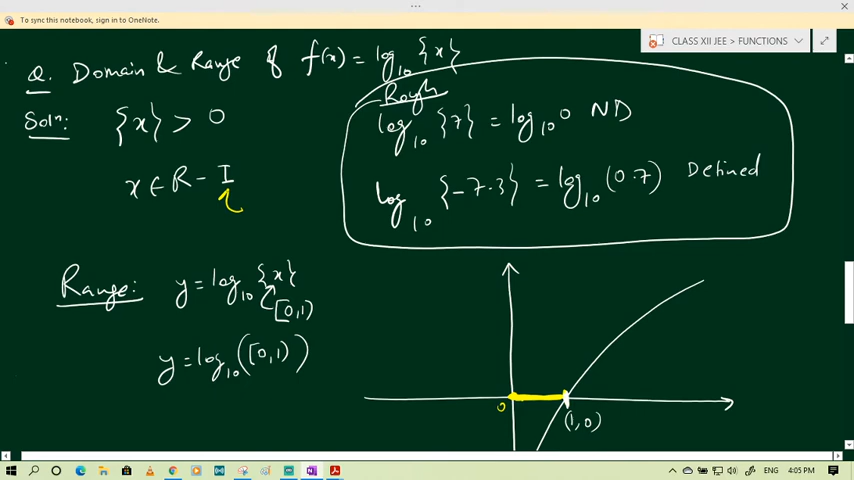 To sync this notebook, sign in to OneNote.
CLASS XII JEE > FUNCTIONS
Q. Domain & Range of f(x) = log₁₀ {x}
Solⁿ: {x} > 0
x ∈ R - I
Rough
log₁₀ {7} = log₁₀ 0 ND
log₁₀ {-7.3} = log₁₀ (0.7) Defined
Range: y = log₁₀ {x}
[0,1)
y = log₁₀ ([0,1))
0
(1,0)
ENG 4:05 PM